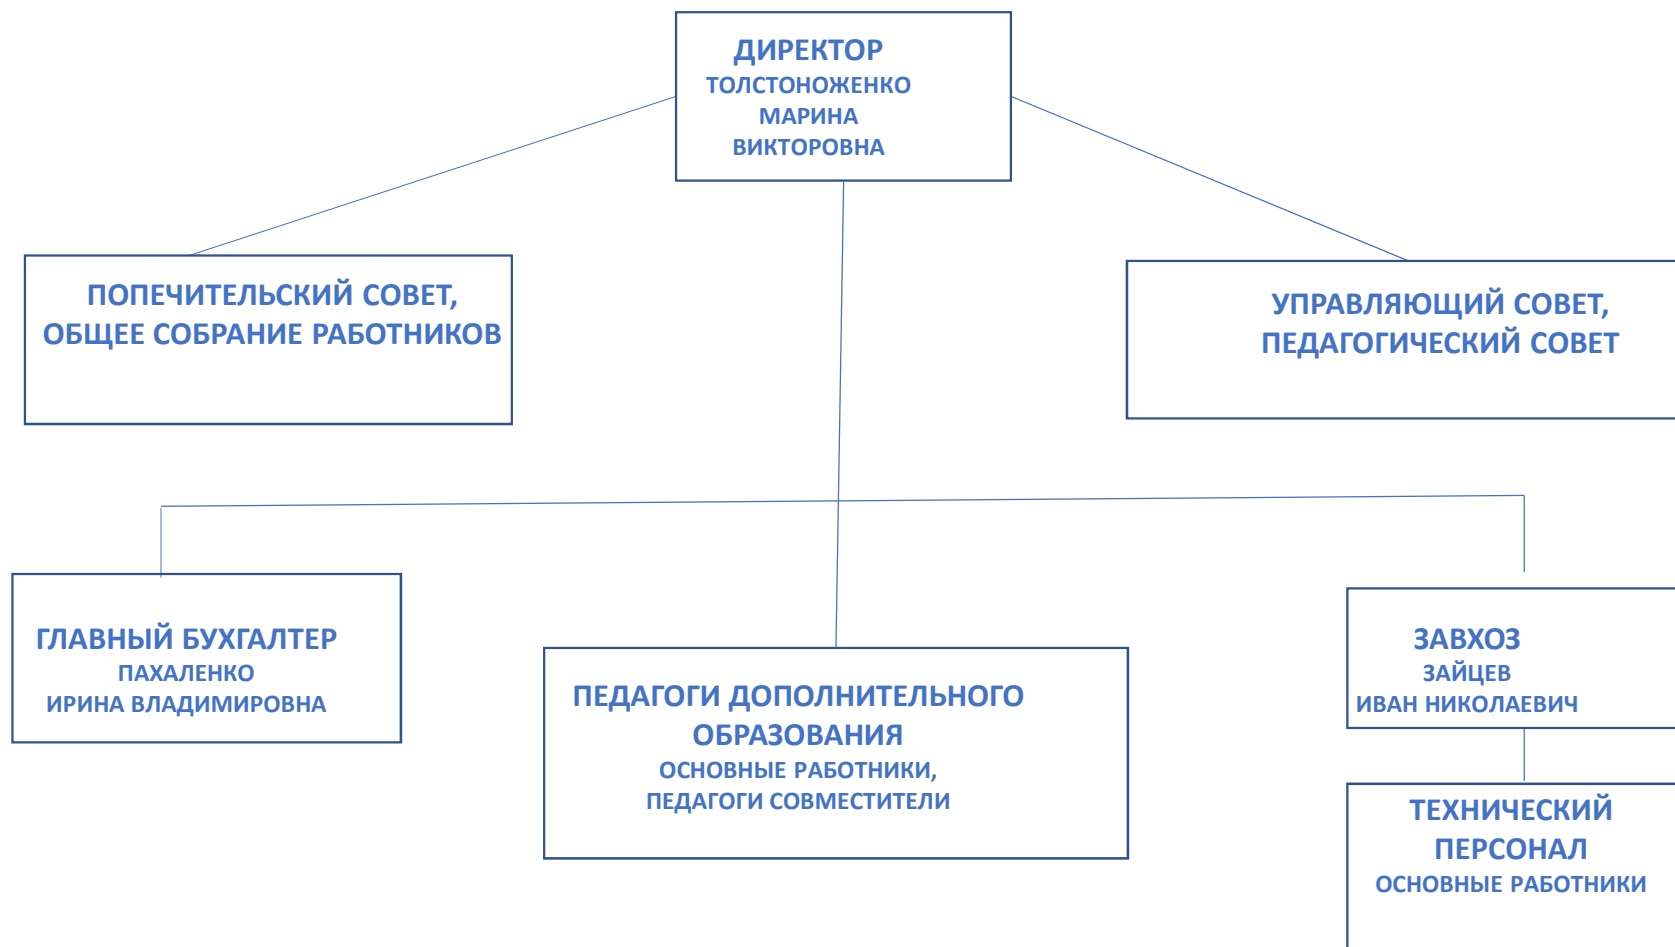 ДИРЕКТОР
ТОЛСТОНОЖЕНКО
МАРИНА
ВИКТОРОВНА
ПОПЕЧИТЕЛЬСКИЙ СОВЕТ,
ОБЩЕЕ СОБРАНИЕ РАБОТНИКОВ
УПРАВЛЯЮЩИЙ СОВЕТ,
ПЕДАГОГИЧЕСКИЙ СОВЕТ
ГЛАВНЫЙ БУХГАЛТЕР
ПАХАЛЕНКО
ИРИНА ВЛАДИМИРОВНА
ПЕДАГОГИ ДОПОЛНИТЕЛЬНОГО
ОБРАЗОВАНИЯ
ОСНОВНЫЕ РАБОТНИКИ,
ПЕДАГОГИ СОВМЕСТИТЕЛИ
ЗАВХОЗ
ЗАЙЦЕВ
ИВАН НИКОЛАЕВИЧ
ТЕХНИЧЕСКИЙ
ПЕРСОНАЛ
ОСНОВНЫЕ РАБОТНИКИ